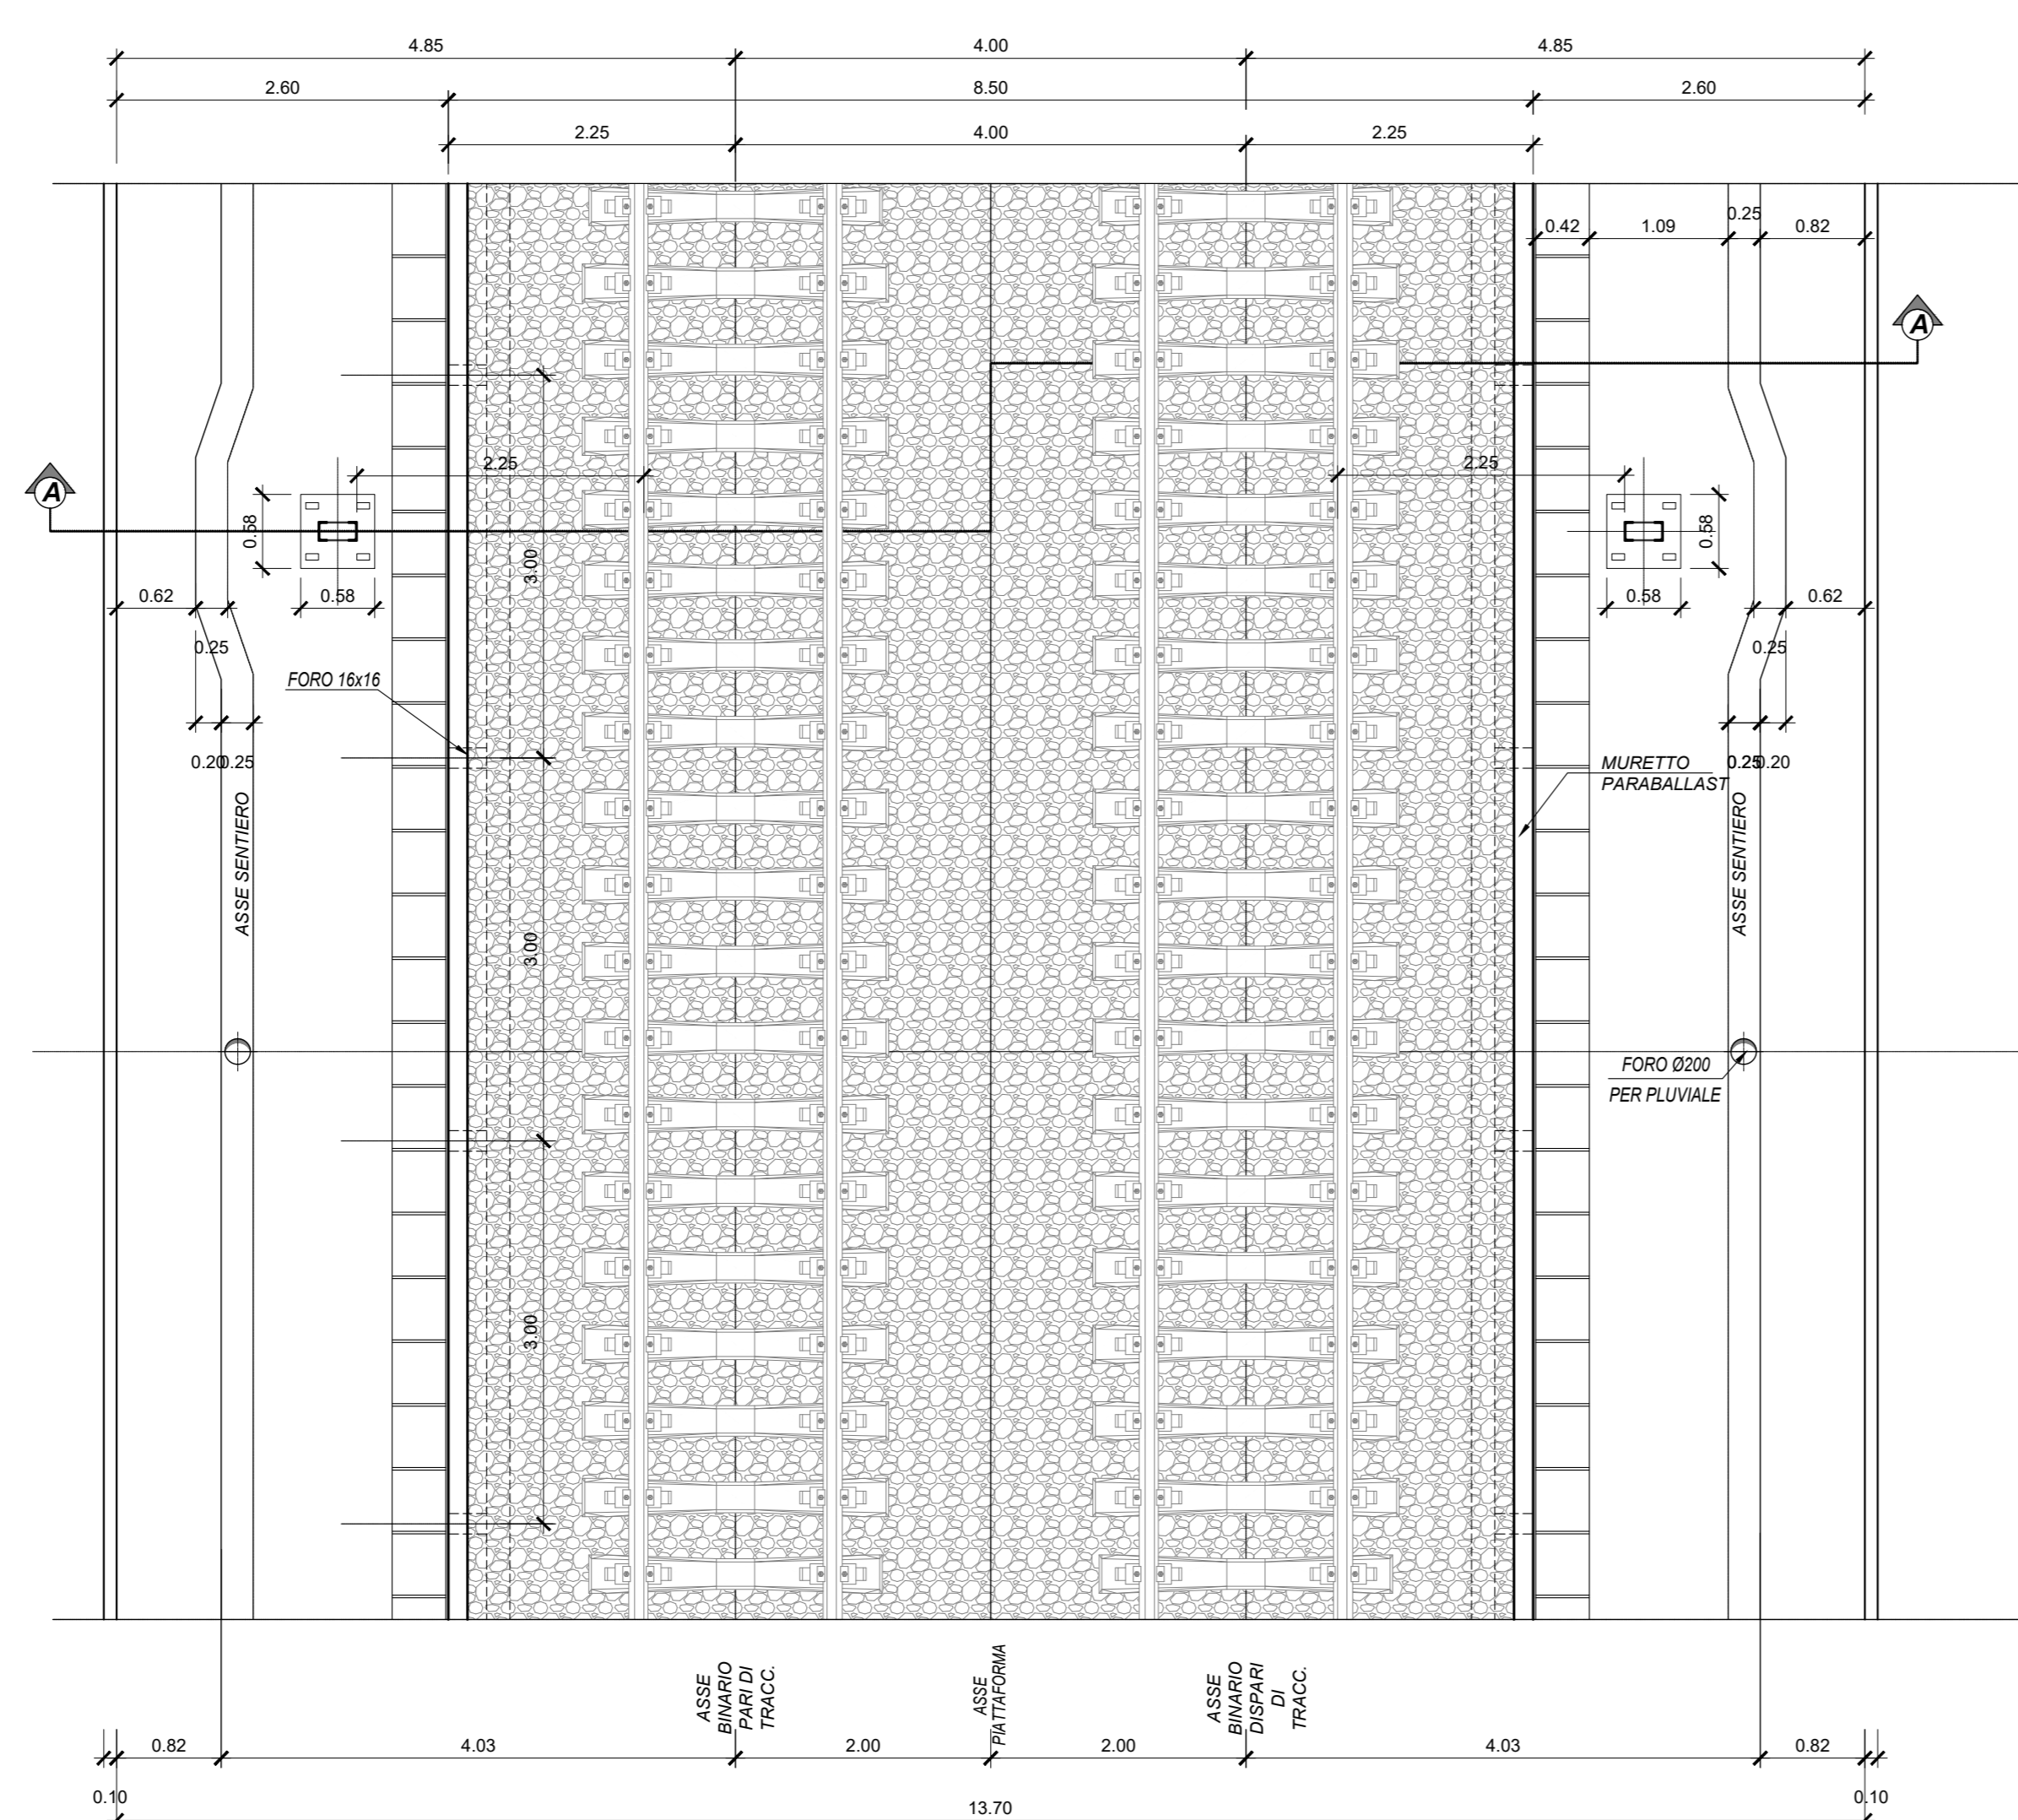 4.85 4.00 4.85
2.60 8.50 2.60
2.25 4.00 2.25
0.25
0.42 1.09 0.82
A
2.25 2.25
A
0.58 0.58
3.00
0.62 0.58 0.58 0.62
0.25 0.25
FORO 16x16
0.20 0.25
0.25 0.20
MURETTO
PARABALLAST
ASSE SENTIERO
ASSE SENTIERO
3.00
FORO Ø200
PER PLUVIALE
3.00
ASSE
BINARIO
PARI DI
TRACC.
ASSE
PIATTAFORMA
ASSE
BINARIO
DISPARI
DI
TRACC.
0.82 4.03 2.00 2.00 4.03 0.82
0.10 13.70 0.10